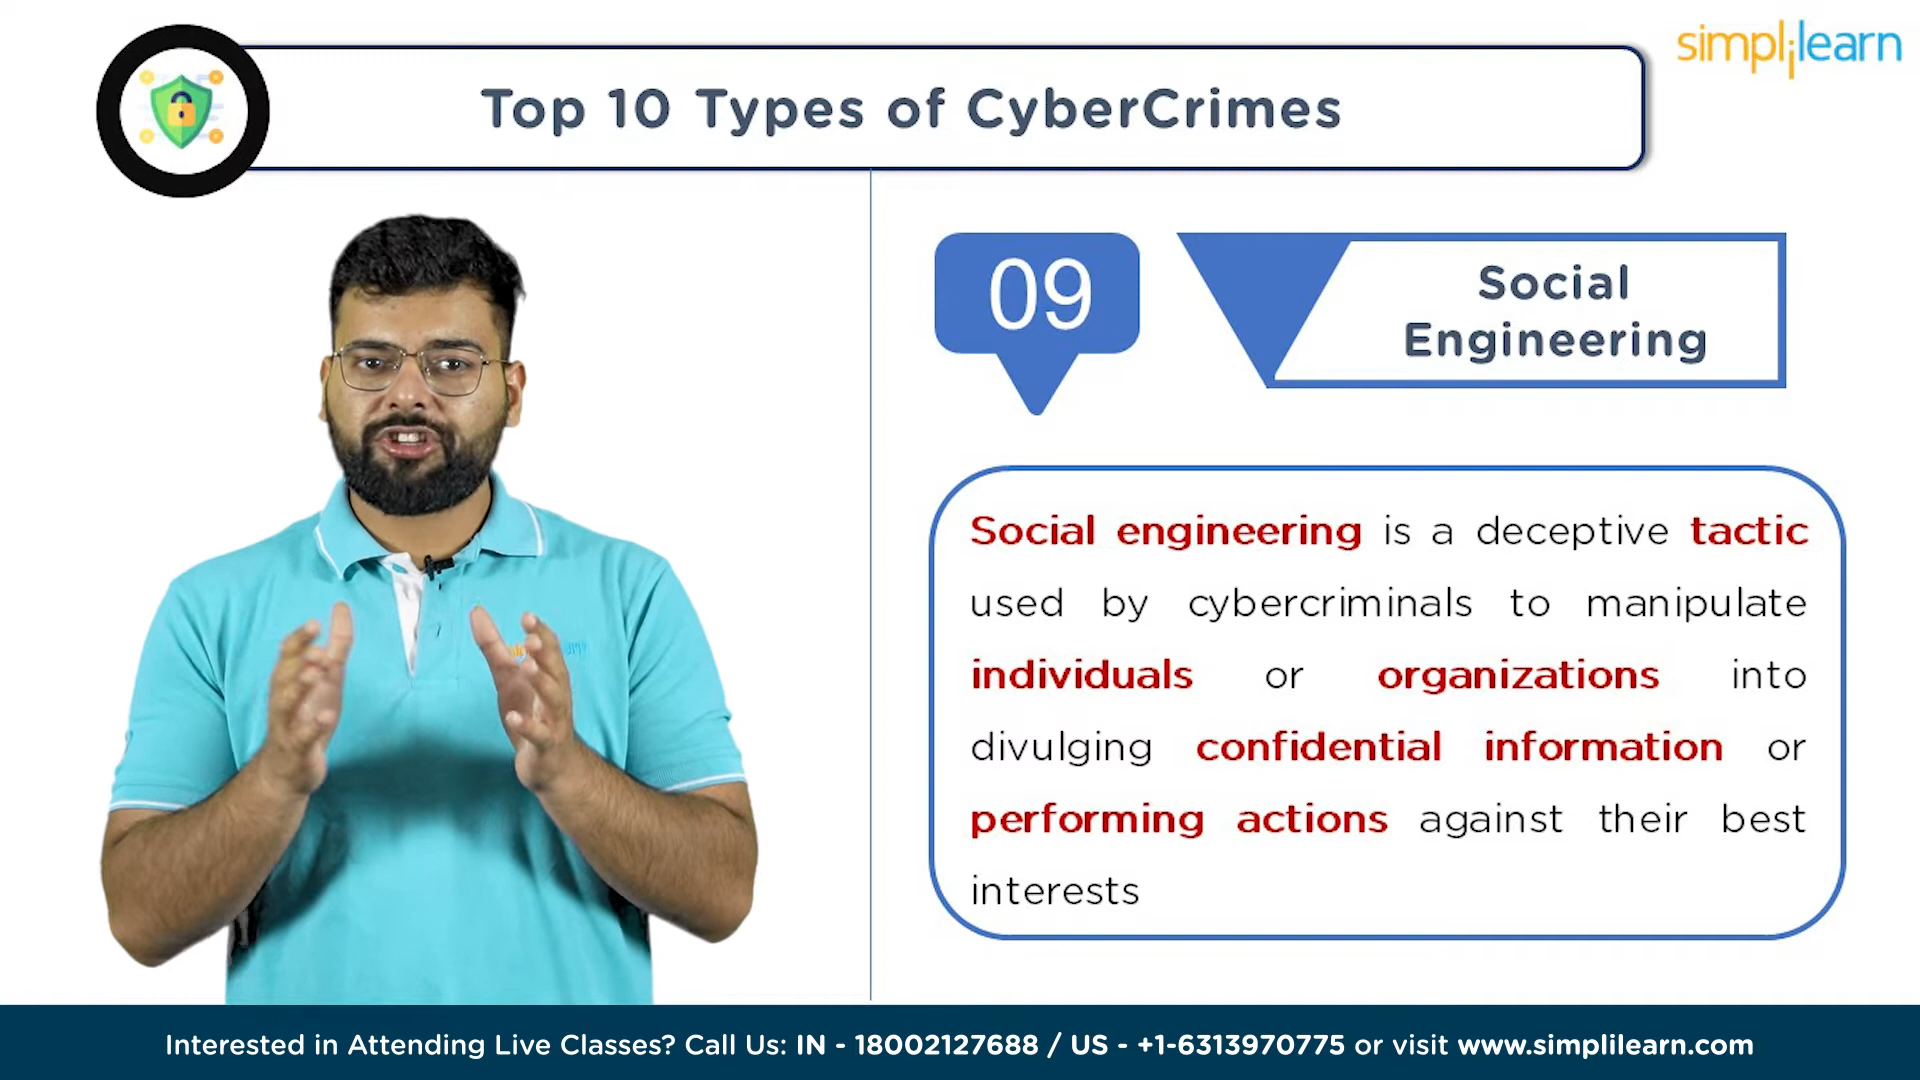 simplilearn
Top 10 Types of CyberCrimes
09
Social
Engineering
Social engineering is a deceptive tactic
used by cybercriminals to manipulate
individuals or organizations into
divulging confidential information or
performing actions against their best
interests
Interested in Attending Live Classes? Call Us: IN - 18002127688 / US - +1-6313970775 or visit www.simplilearn.com